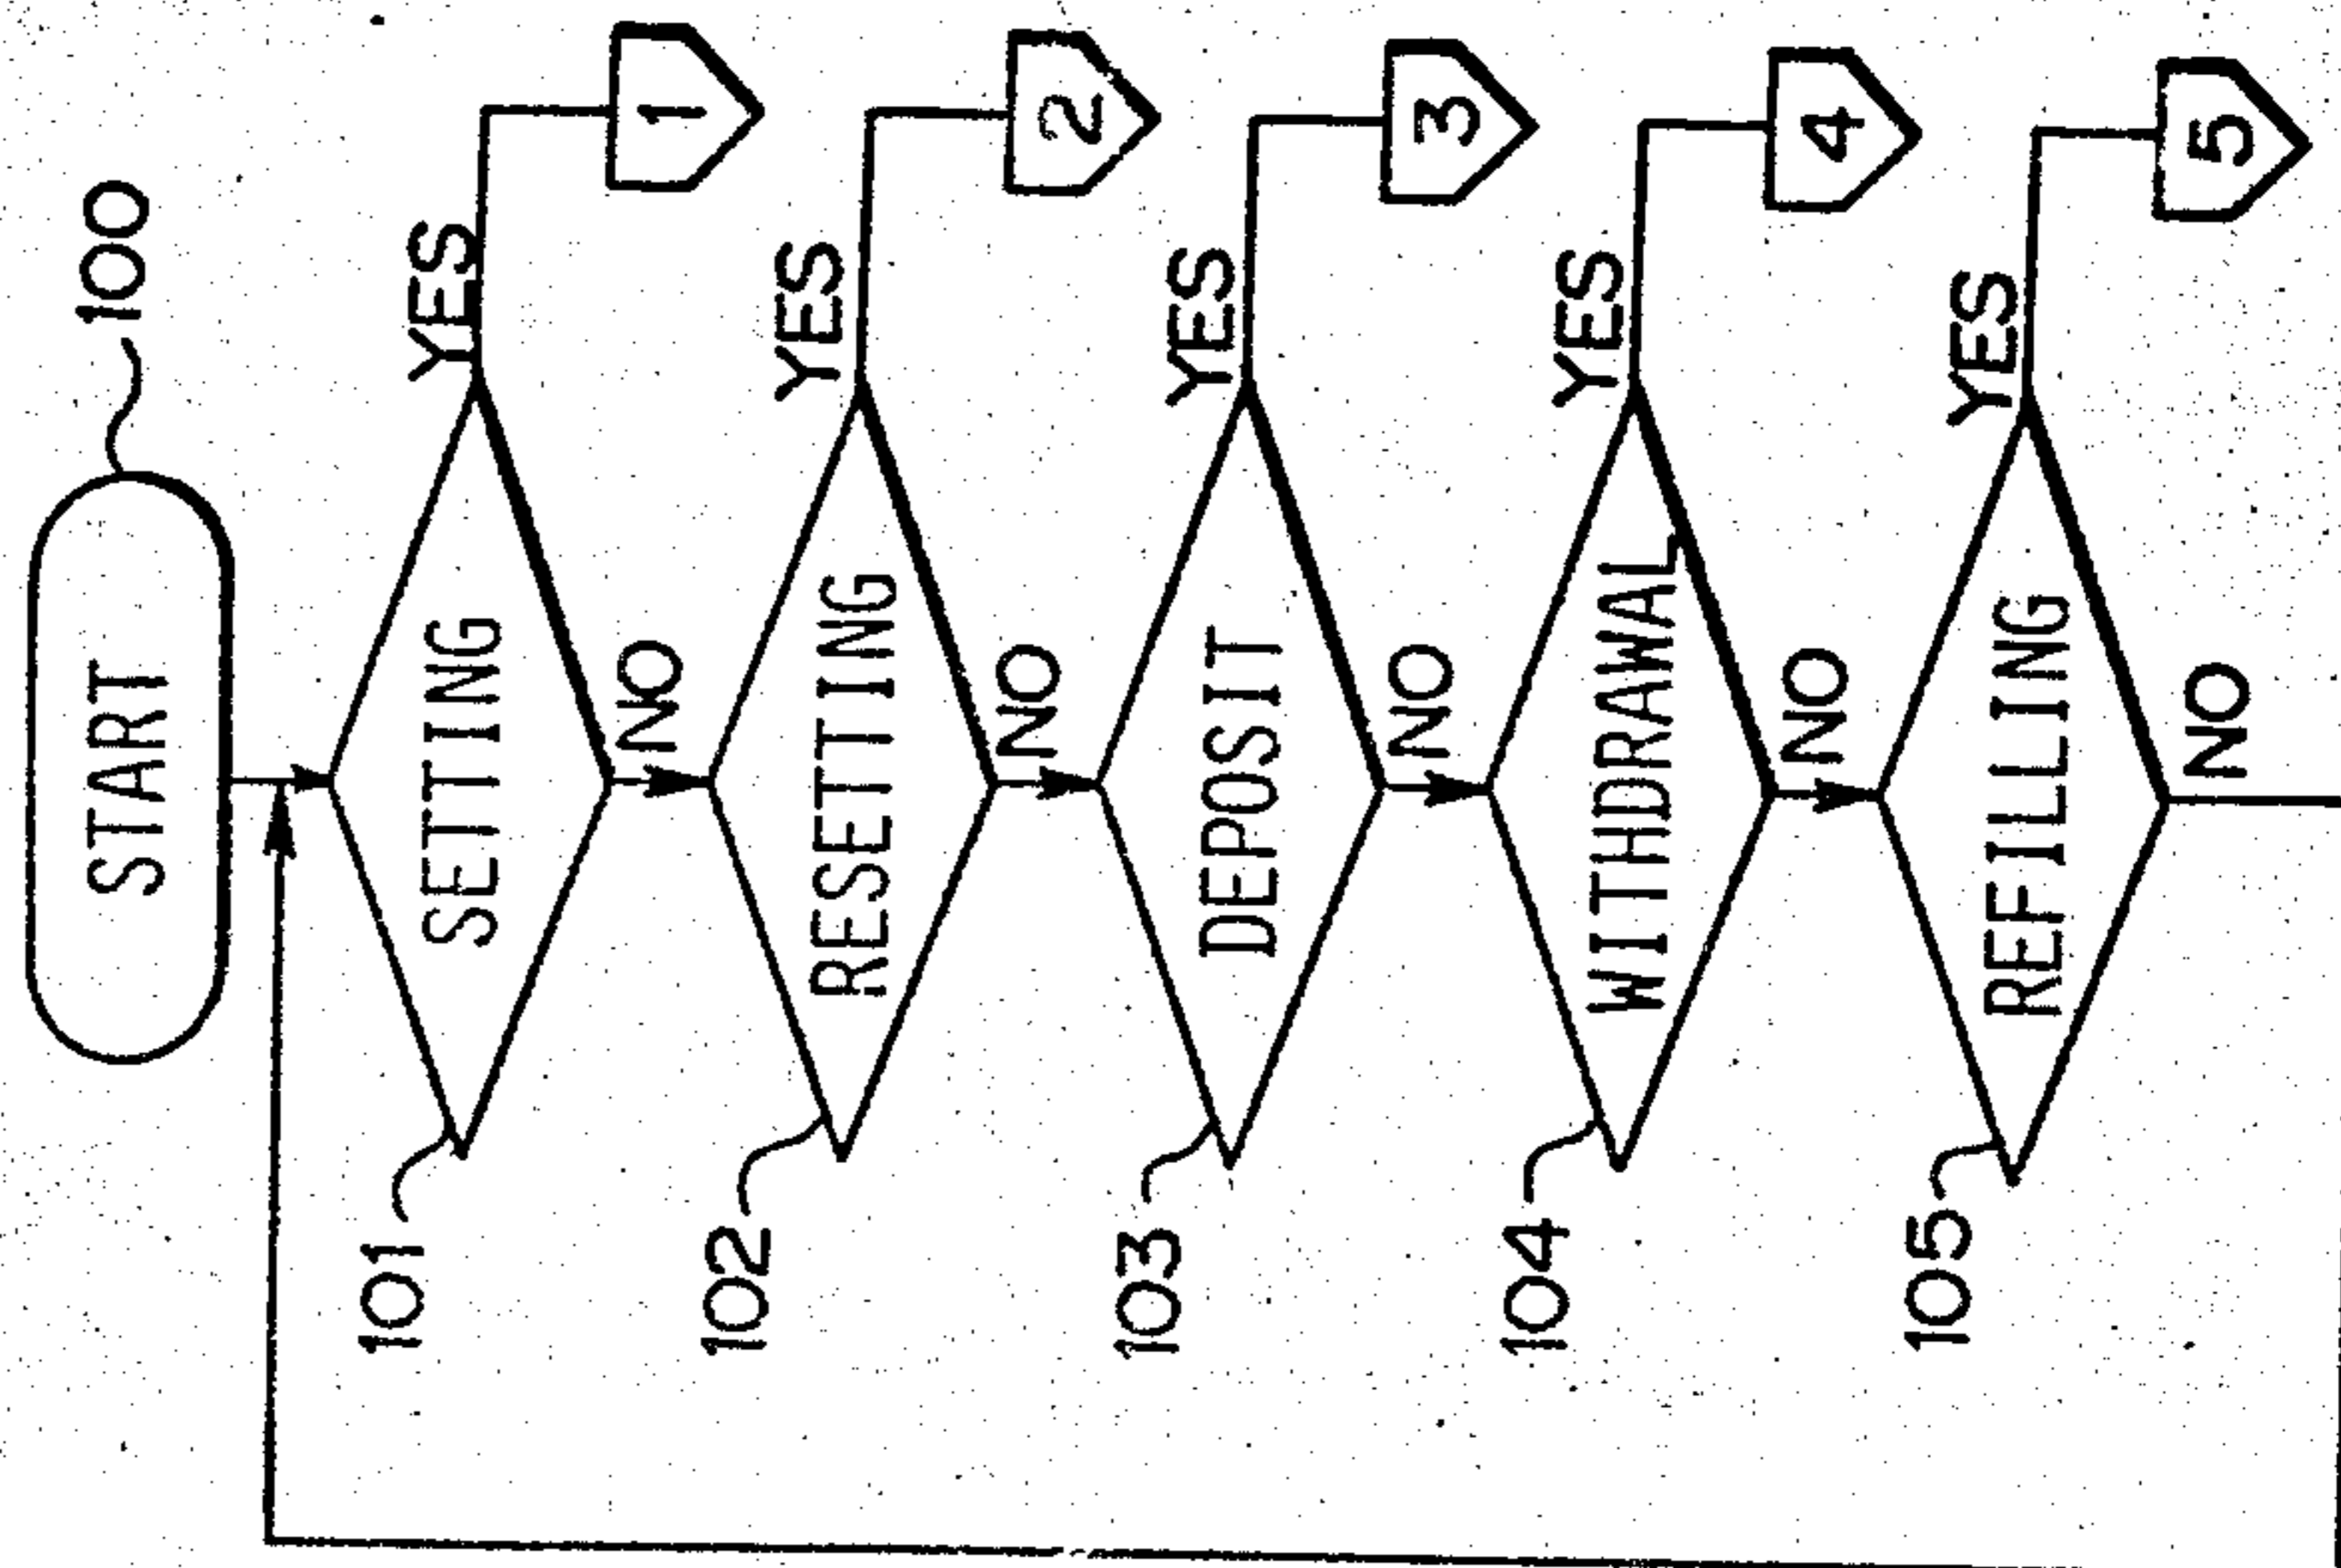 START
100
SETTING
101
YES
1
NO
RESETTING
102
YES
2
NO
DEPOSIT
103
YES
3
NO
WITHDRAWAL
104
YES
4
NO
REFILLING
105
YES
5
NO